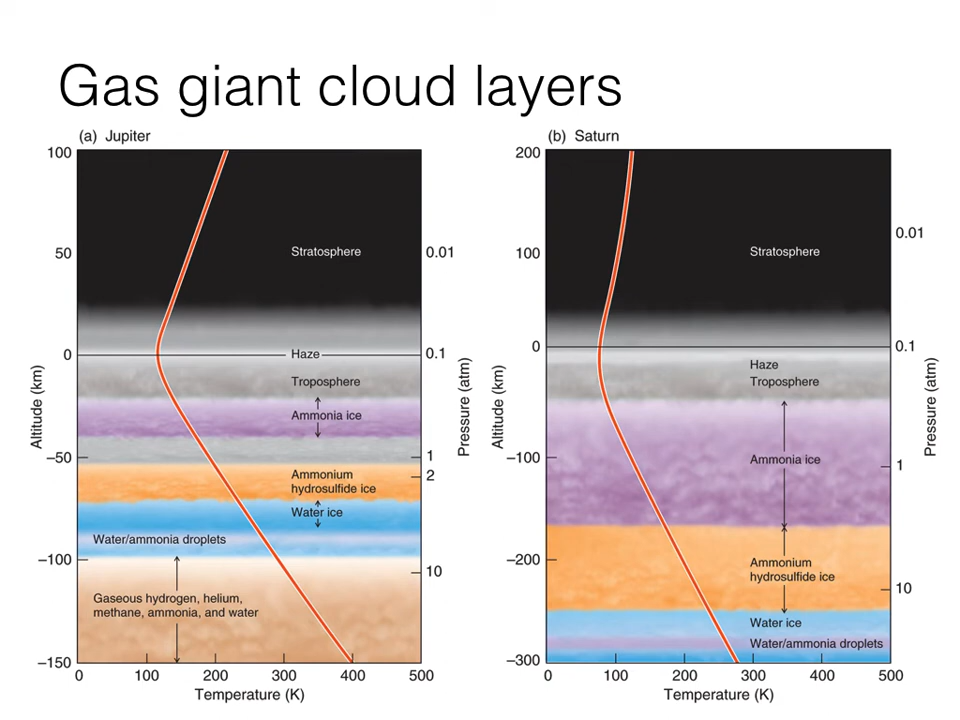 Gas giant cloud layers
(a) Jupiter
100
50
0
–50
–100
–150
Altitude (km)
Stratosphere
Haze
Troposphere
Ammonia ice
Ammonium
hydrosulfide ice
Water ice
Water/ammonia droplets
Gaseous hydrogen, helium,
methane, ammonia, and water
0.01
0.1
1
2
10
Pressure (atm)
0 100 200 300 400 500
Temperature (K)
(b) Saturn
200
100
0
–100
–200
–300
Altitude (km)
Stratosphere
Haze
Troposphere
Ammonia ice
Ammonium
hydrosulfide ice
Water ice
Water/ammonia droplets
0.01
0.1
1
10
Pressure (atm)
0 100 200 300 400 500
Temperature (K)